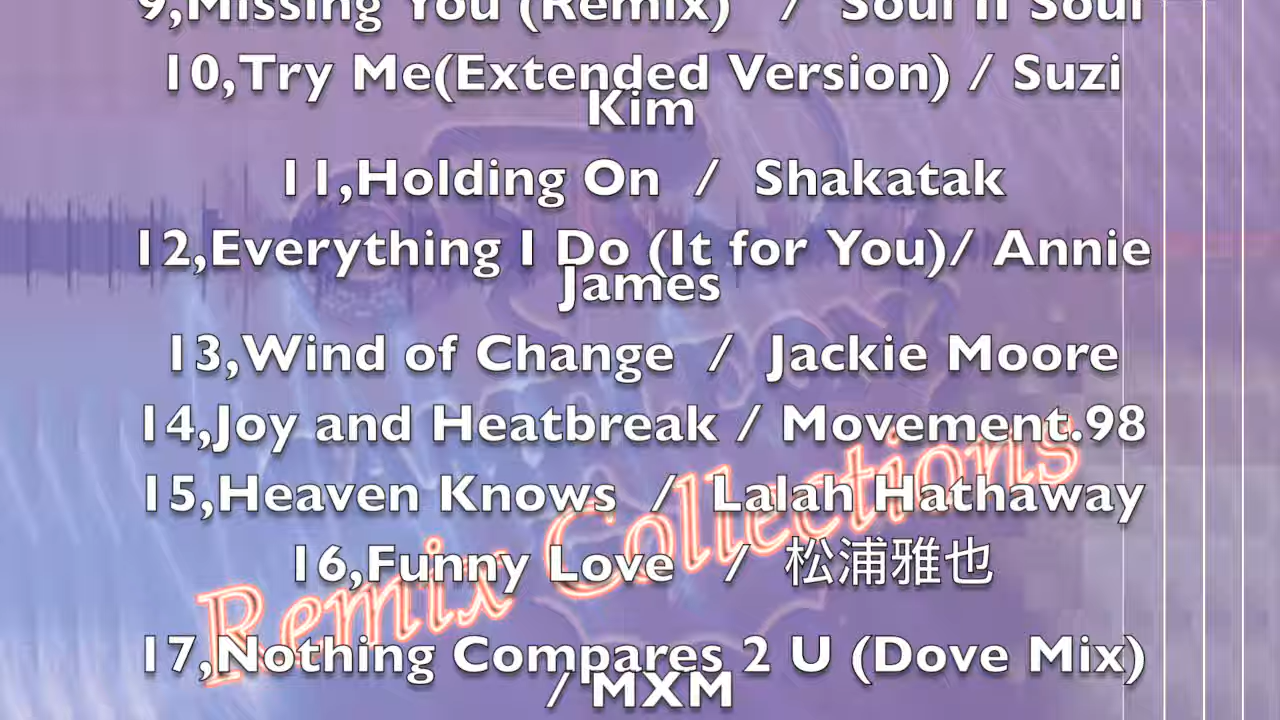 9,Missing You (Remix) / Soul II Soul
10,Try Me(Extended Version) / Suzi
Kim
11,Holding On / Shakatak
12,Everything I Do (It for You)/ Annie
James
13,Wind of Change / Jackie Moore
14,Joy and Heatbreak / Movement.98
15,Heaven Knows / Lalah Hathaway
16,Funny Love / 松浦雅也
Remix Collections
17,Nothing Compares 2 U (Dove Mix)
/ MXM